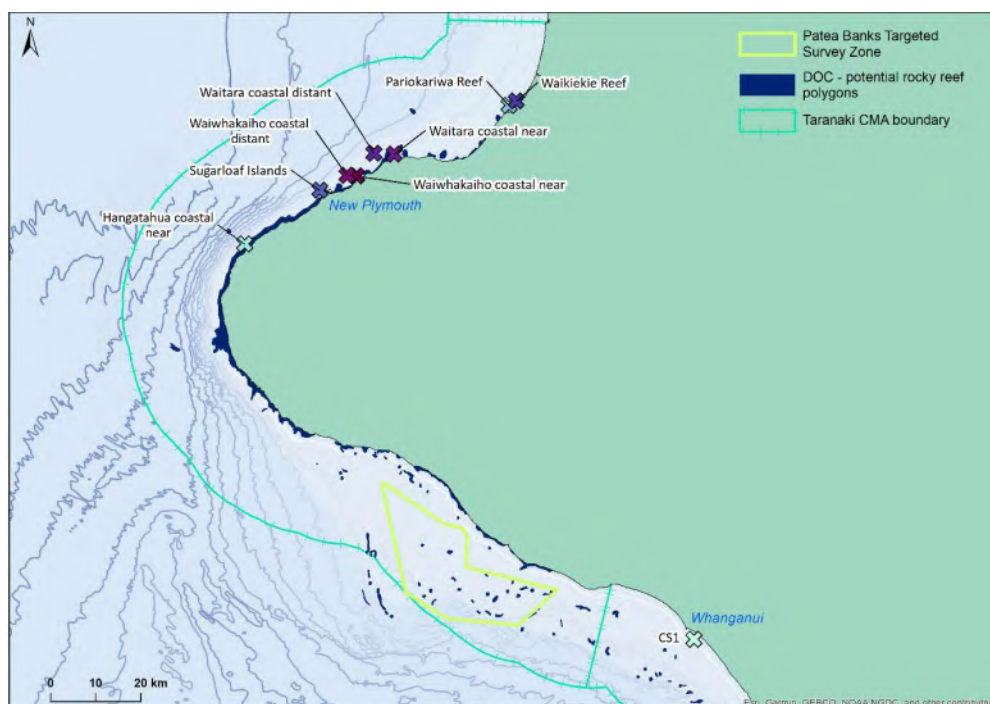 N
Patea Banks Targeted
Survey Zone
DOC - potential rocky reef
polygons
Taranaki CMA boundary
Pariokariwa Reef
Waikiekie Reef
Waitara coastal distant
Waiwhakaiho coastal
distant
Waitara coastal near
Sugarloaf Islands
Waiwhakaiho coastal near
New Plymouth
Hangatahua coastal
near
Whanganui
CS1
0 10 20 km
Esri, Garmin, GEBCO, NOAA NGDC, and other contributors